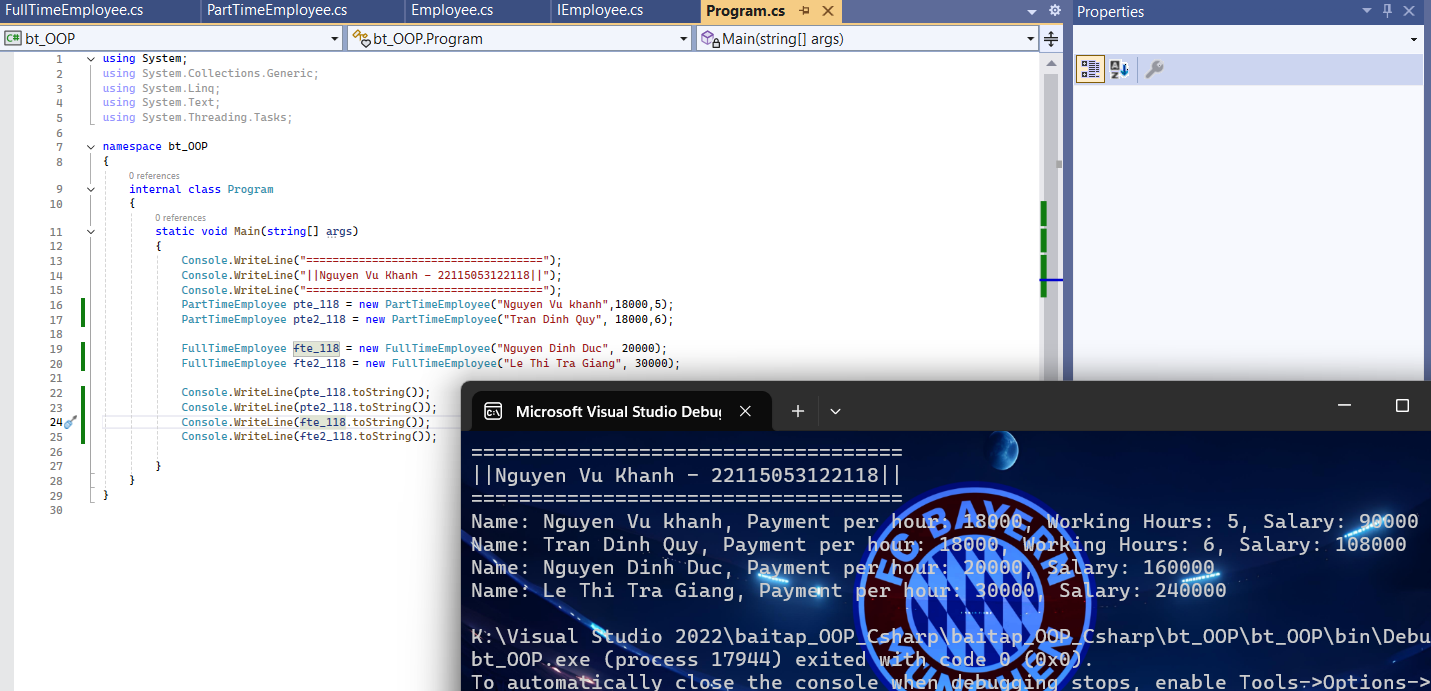 FullTimeEmployee.cs PartTimeEmployee.cs Employee.cs IEmployee.cs Program.cs
Properties
C# bt_OOP bt_OOP.Program Main(string[] args)
1 using System;
2 using System.Collections.Generic;
3 using System.Linq;
4 using System.Text;
5 using System.Threading.Tasks;
6
7 namespace bt_OOP
8 {
0 references
9 internal class Program
10 {
0 references
11 static void Main(string[] args)
12 {
13 Console.WriteLine("====================================");
14 Console.WriteLine("||Nguyen Vu Khanh - 22115053122118||");
15 Console.WriteLine("====================================");
16 PartTimeEmployee pte_118 = new PartTimeEmployee("Nguyen Vu khanh",18000,5);
17 PartTimeEmployee pte2_118 = new PartTimeEmployee("Tran Dinh Quy", 18000,6);
18
19 FullTimeEmployee fte_118 = new FullTimeEmployee("Nguyen Dinh Duc", 20000);
20 FullTimeEmployee fte2_118 = new FullTimeEmployee("Le Thi Tra Giang", 30000);
21
22 Console.WriteLine(pte_118.toString());
23 Console.WriteLine(pte2_118.toString());
24 Console.WriteLine(fte_118.toString());
25 Console.WriteLine(fte2_118.toString());
26
27 }
28 }
29 }
30
Microsoft Visual Studio Debug
====================================
||Nguyen Vu Khanh - 22115053122118||
====================================
Name: Nguyen Vu khanh, Payment per hour: 18000, Working Hours: 5, Salary: 90000
Name: Tran Dinh Quy, Payment per hour: 18000, Working Hours: 6, Salary: 108000
Name: Nguyen Dinh Duc, Payment per hour: 20000, Salary: 160000
Name: Le Thi Tra Giang, Payment per hour: 30000, Salary: 240000
K:\Visual Studio 2022\baitap_OOP_Csharp\baitap_OOP_Csharp\bt_OOP\bt_OOP\bin\Debu
bt_OOP.exe (process 17944) exited with code 0 (0x0).
To automatically close the console when debugging stops, enable Tools->Options->
FC BAYERN
MÜNCHEN